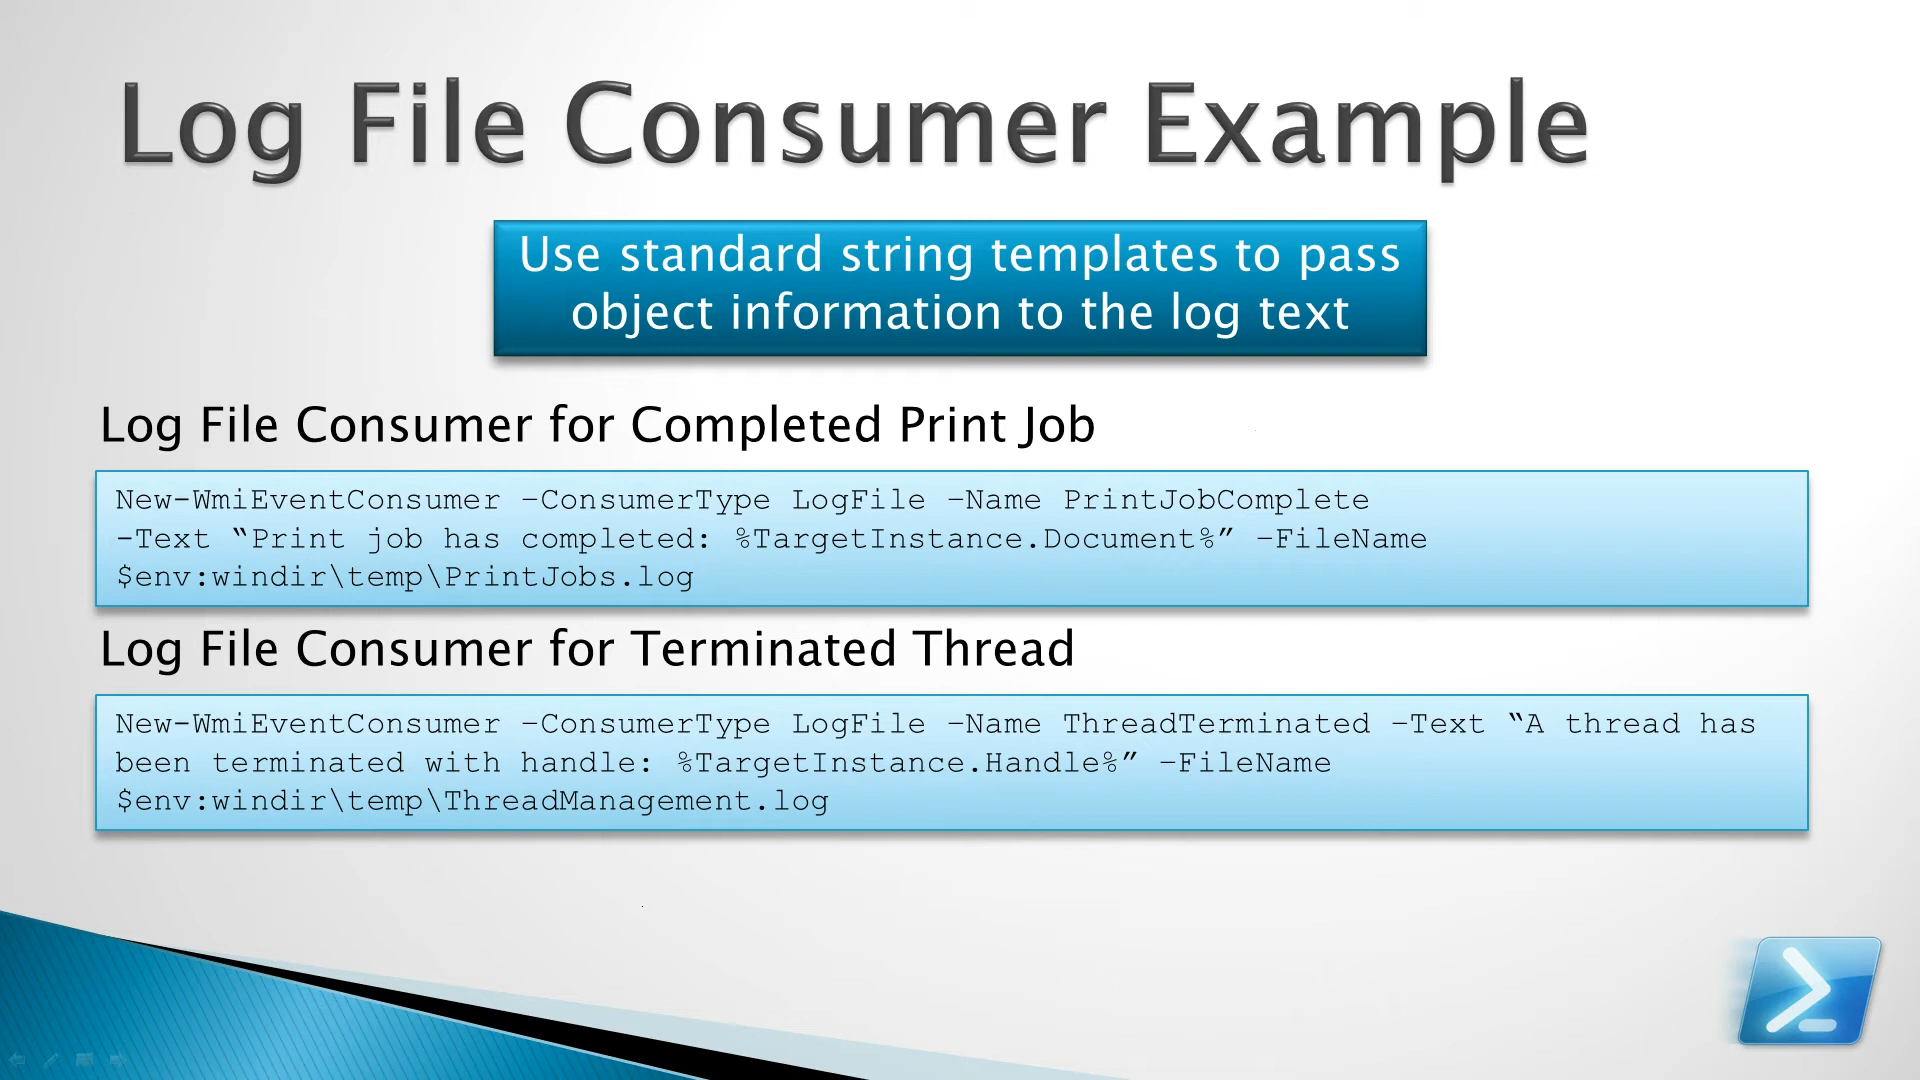 Log File Consumer Example
Use standard string templates to pass
object information to the log text
Log File Consumer for Completed Print Job
New-WmiEventConsumer –ConsumerType LogFile –Name PrintJobComplete
-Text “Print job has completed: %TargetInstance.Document%” –FileName
$env:windir\temp\PrintJobs.log
Log File Consumer for Terminated Thread
New-WmiEventConsumer –ConsumerType LogFile –Name ThreadTerminated –Text “A thread has
been terminated with handle: %TargetInstance.Handle%” –FileName
$env:windir\temp\ThreadManagement.log